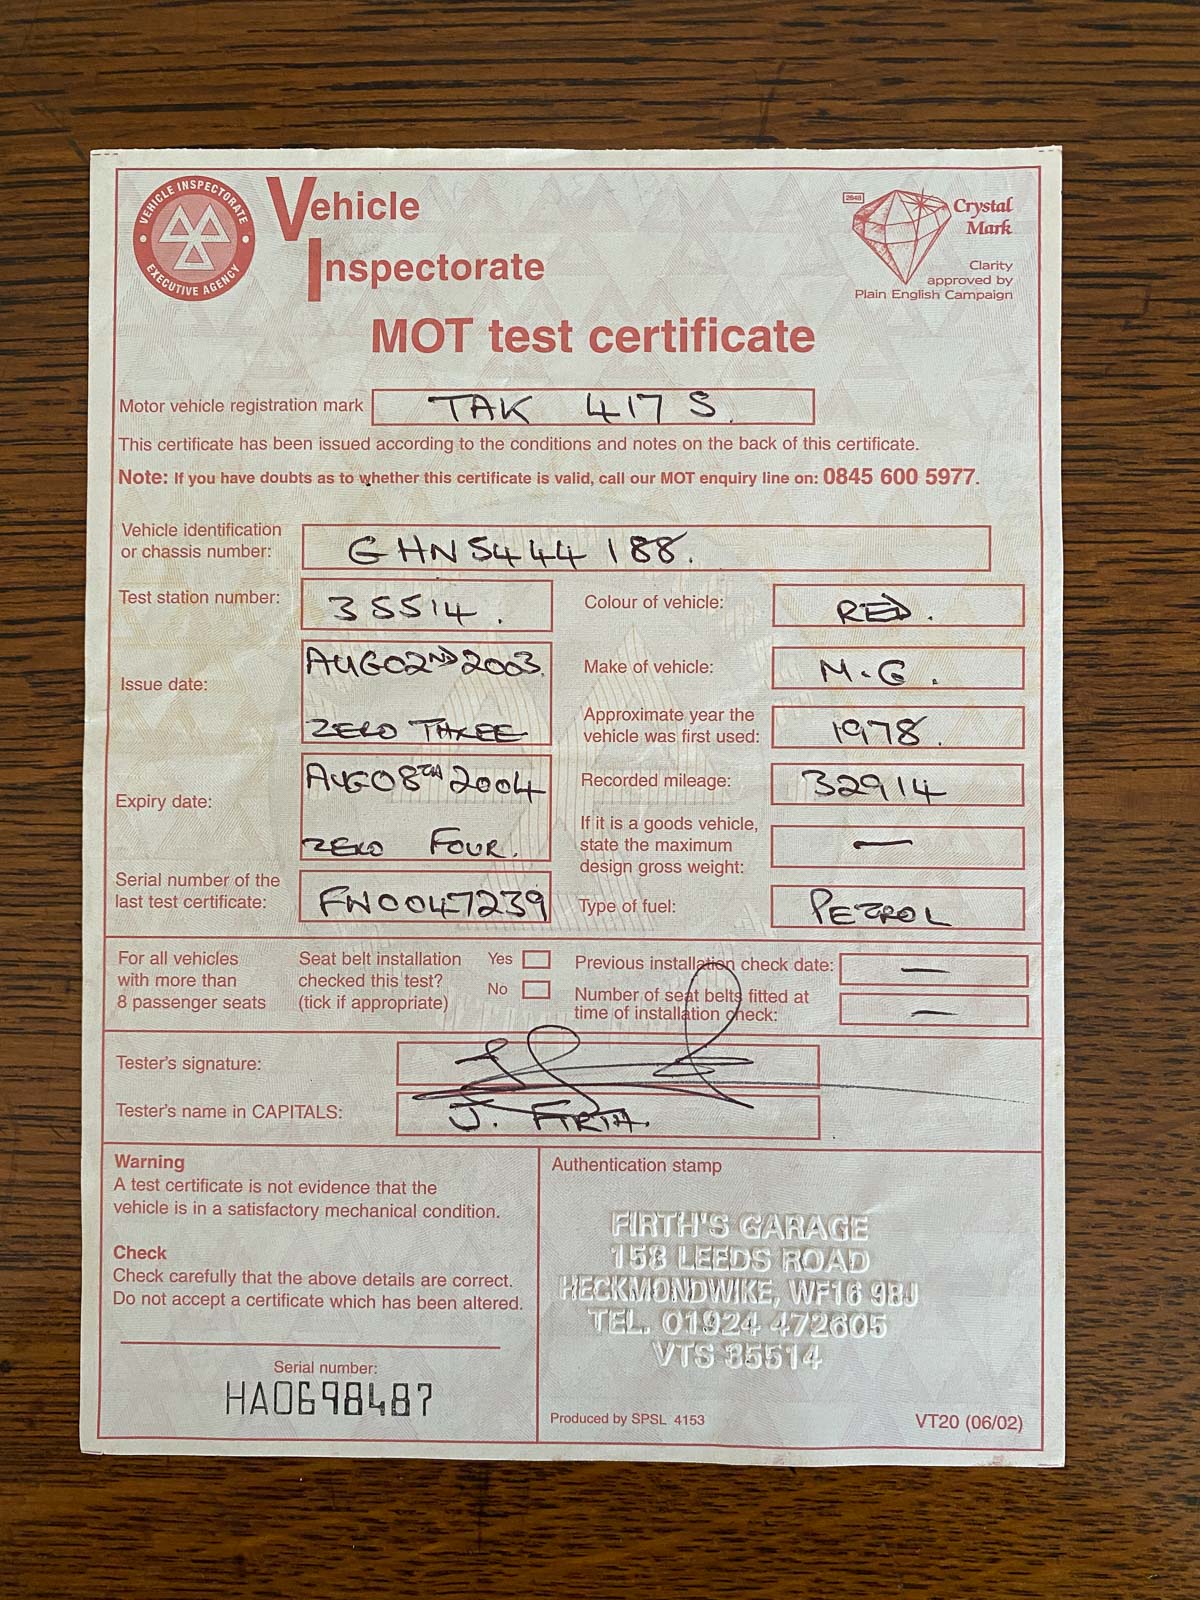 VEHICLE INSPECTORATE
EXECUTIVE AGENCY
Vehicle
Inspectorate
2848
Crystal
Mark
Clarity
approved by
Plain English Campaign
MOT test certificate
Motor vehicle registration mark TAK 417 S.
This certificate has been issued according to the conditions and notes on the back of this certificate.
Note: If you have doubts as to whether this certificate is valid, call our MOT enquiry line on: 0845 600 5977.
Vehicle identification
or chassis number: GHN5444188.
Test station number: 35514.
Colour of vehicle: RED.
Issue date: AUG 02ND 2003.
ZERO THREE
Make of vehicle: M.G.
Approximate year the
vehicle was first used: 1978.
Expiry date: AUG 08TH 2004
ZERO FOUR.
Recorded mileage: 32914
If it is a goods vehicle,
state the maximum
design gross weight: —
Serial number of the
last test certificate: FN0047239
Type of fuel: PETROL
For all vehicles
with more than
8 passenger seats
Seat belt installation
checked this test?
(tick if appropriate)
Yes
No
Previous installation check date: —
Number of seat belts fitted at
time of installation check: —
Tester's signature:
Tester's name in CAPITALS: J. FIRTH.
Warning
A test certificate is not evidence that the
vehicle is in a satisfactory mechanical condition.
Check
Check carefully that the above details are correct.
Do not accept a certificate which has been altered.
Serial number:
HA0698487
Authentication stamp
FIRTH'S GARAGE
158 LEEDS ROAD
HECKMONDWIKE, WF16 9BJ
TEL. 01924 472605
VTS 35514
Produced by SPSL 4153
VT20 (06/02)